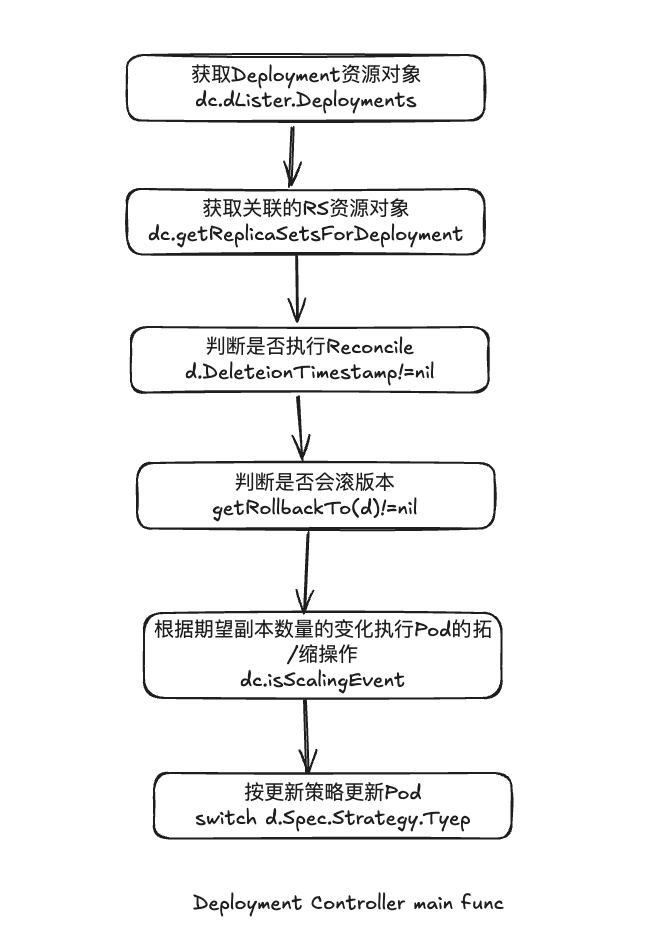 获取Deployment资源对象
dc.dLister.Deployments
获取关联的RS资源对象
dc.getReplicaSetsForDeployment
判断是否执行Reconcile
d.DeleteionTimestamp!=nil
判断是否会滚版本
getRollbackTo(d)!=nil
根据期望副本数量的变化执行Pod的拓
/缩操作
dc.isScalingEvent
按更新策略更新Pod
switch d.Spec.Strategy.Tyep
Deployment Controller main func